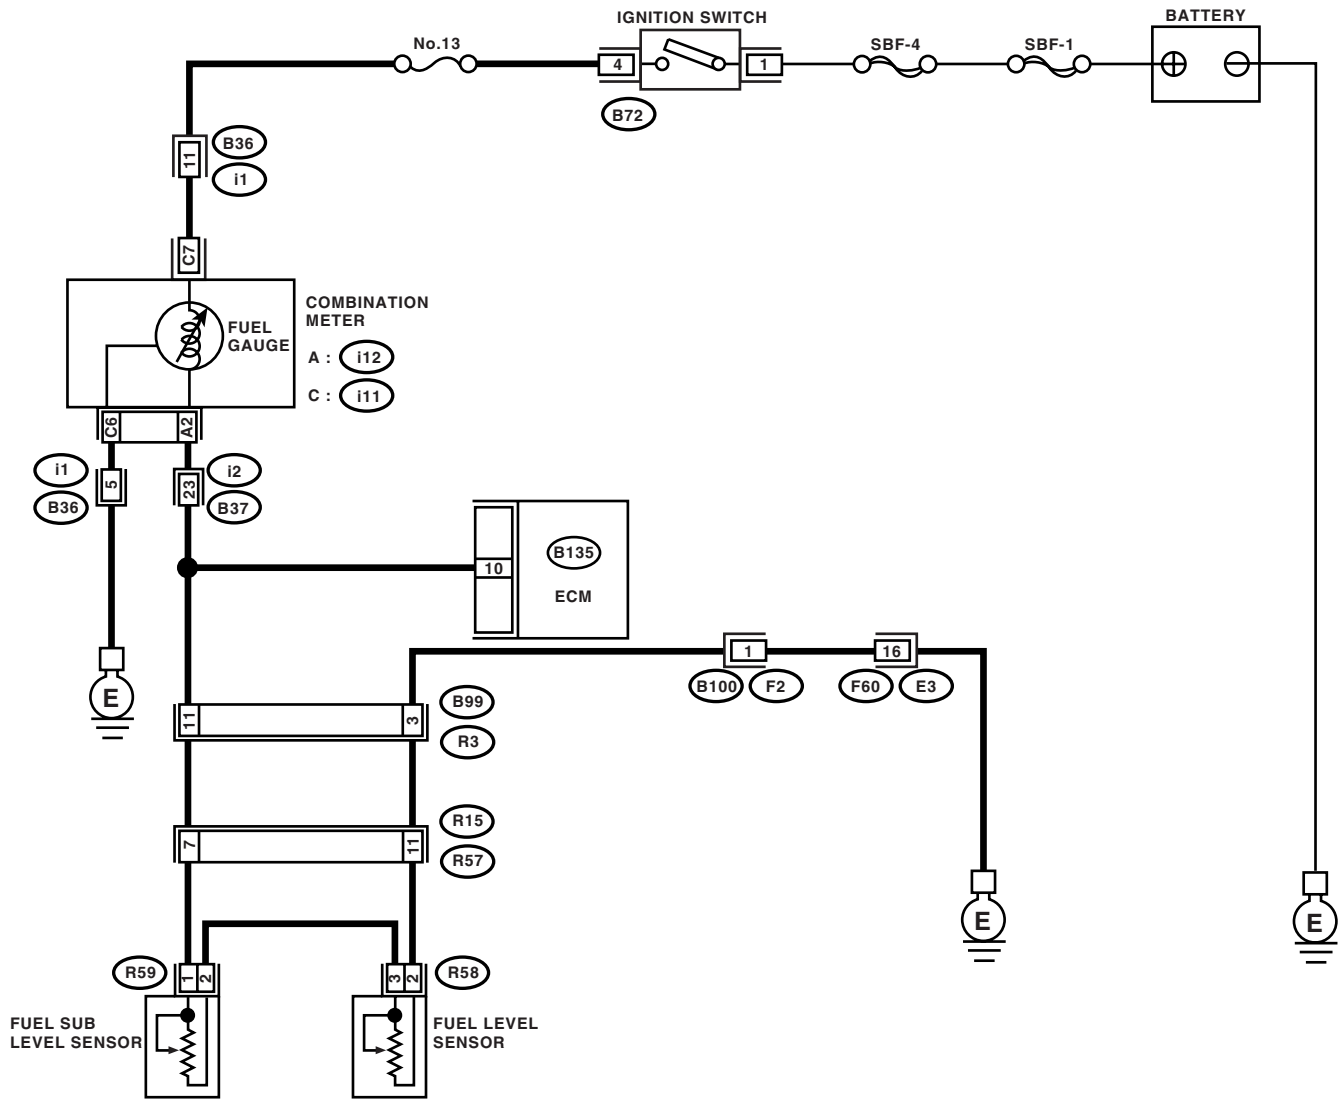 IGNITION SWITCH
BATTERY
No.13
SBF-4
SBF-1
4
1
B72
11
B36
i1
C7
FUEL
GAUGE
COMBINATION
METER
A : i12
C : i11
C6
A2
i1
5
23
i2
B36
B37
10
B135
ECM
1
16
B100
F2
F60
E3
E
11
3
B99
R3
7
11
R15
R57
E
E
R59
1
2
3
2
R58
FUEL SUB
LEVEL SENSOR
FUEL LEVEL
SENSOR